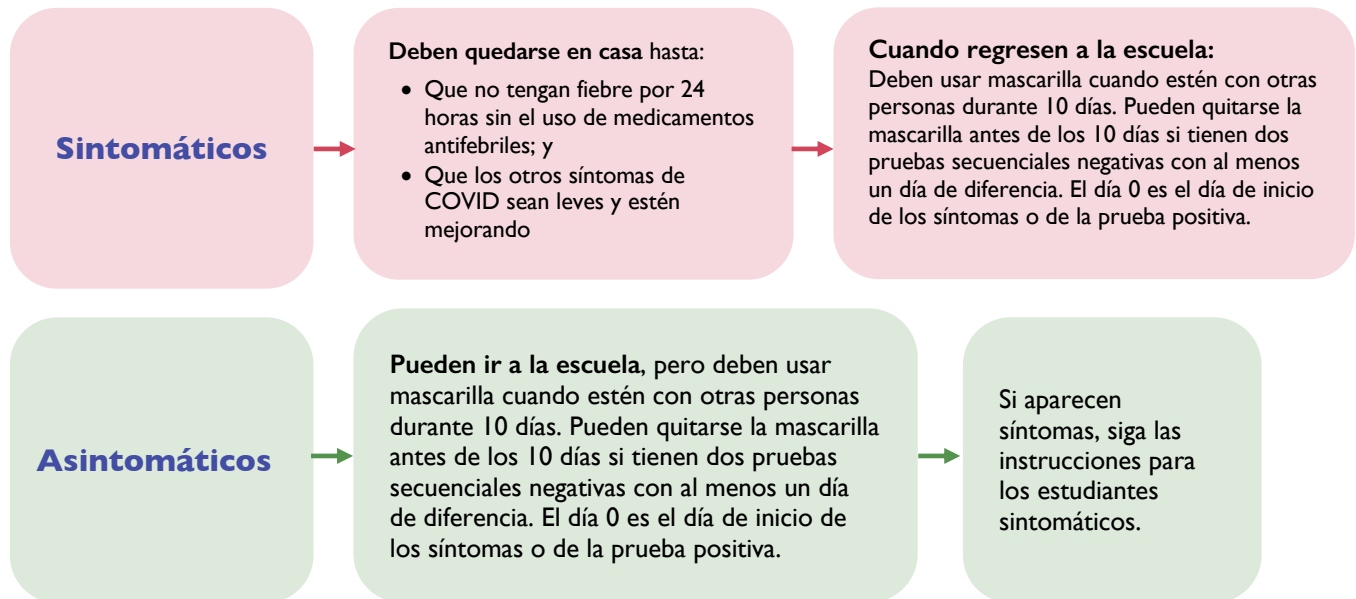 Sintomáticos
Deben quedarse en casa hasta:
• Que no tengan fiebre por 24
horas sin el uso de medicamentos
antifebriles; y
• Que los otros síntomas de
COVID sean leves y estén
mejorando
Cuando regresen a la escuela:
Deben usar mascarilla cuando estén con otras
personas durante 10 días. Pueden quitarse la
mascarilla antes de los 10 días si tienen dos
pruebas secuenciales negativas con al menos
un día de diferencia. El día 0 es el día de inicio
de los síntomas o de la prueba positiva.
Asintomáticos
Pueden ir a la escuela, pero deben usar
mascarilla cuando estén con otras personas
durante 10 días. Pueden quitarse la mascarilla
antes de los 10 días si tienen dos pruebas
secuenciales negativas con al menos un día
de diferencia. El día 0 es el día de inicio de
los síntomas o de la prueba positiva.
Si aparecen
síntomas, siga las
instrucciones para
los estudiantes
sintomáticos.